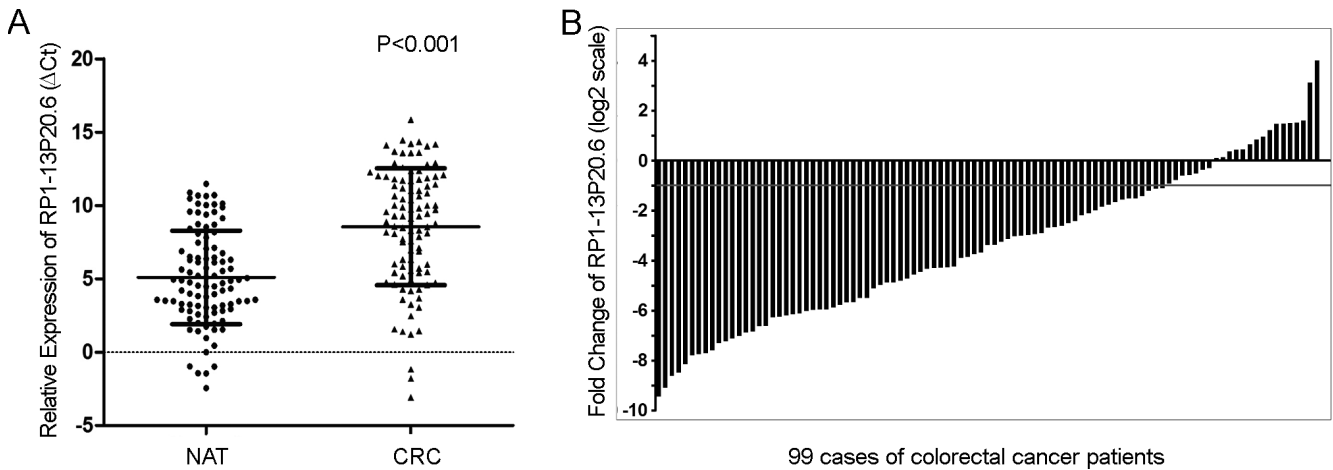 A
B
P<0.001
Relative Expression of RP1-13P20.6 (ΔCt)
20
15
10
5
0
-5
NAT
CRC
Fold Change of RP1-13P20.6 (log2 scale)
4
2
0
-2
-4
-6
-8
-10
99 cases of colorectal cancer patients